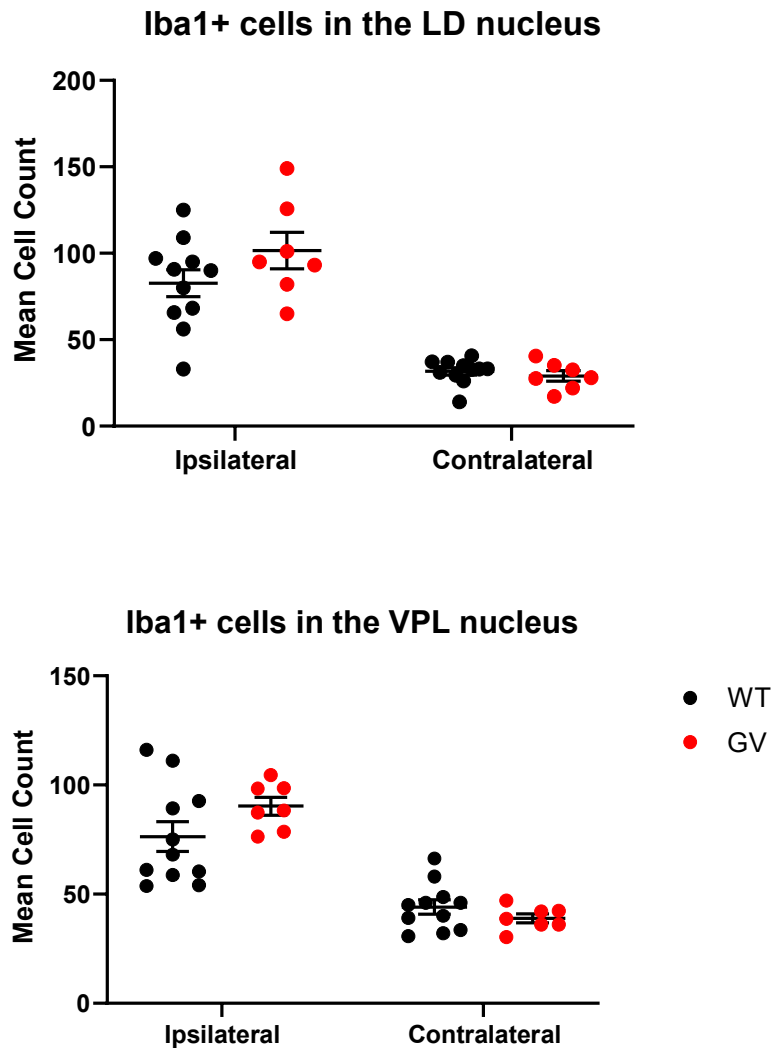 Iba1+ cells in the LD nucleus
200
150
100
50
0
Mean Cell Count
Ipsilateral
Contralateral
Iba1+ cells in the VPL nucleus
150
100
50
0
Mean Cell Count
Ipsilateral
Contralateral
WT
GV